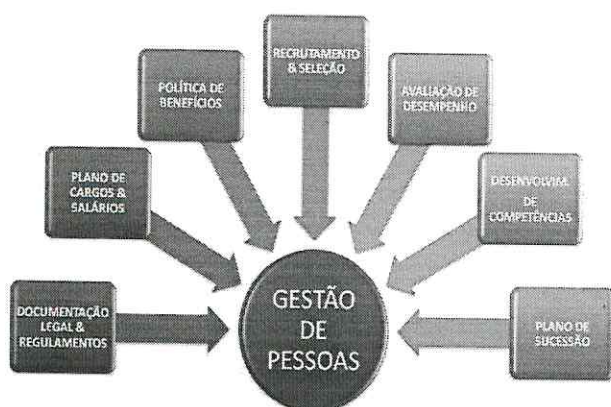 RECRUTAMENTO
& SELEÇÃO
POLÍTICA DE
BENEFÍCIOS
AVALIAÇÃO DE
DESEMPENHO
PLANO DE
CARGOS &
SALÁRIOS
DESENVOLVIM.
DE
COMPETÊNCIAS
DOCUMENTAÇÃO
LEGAL &
REGULAMENTOS
GESTÃO
DE
PESSOAS
PLANO DE
SUCESSÃO